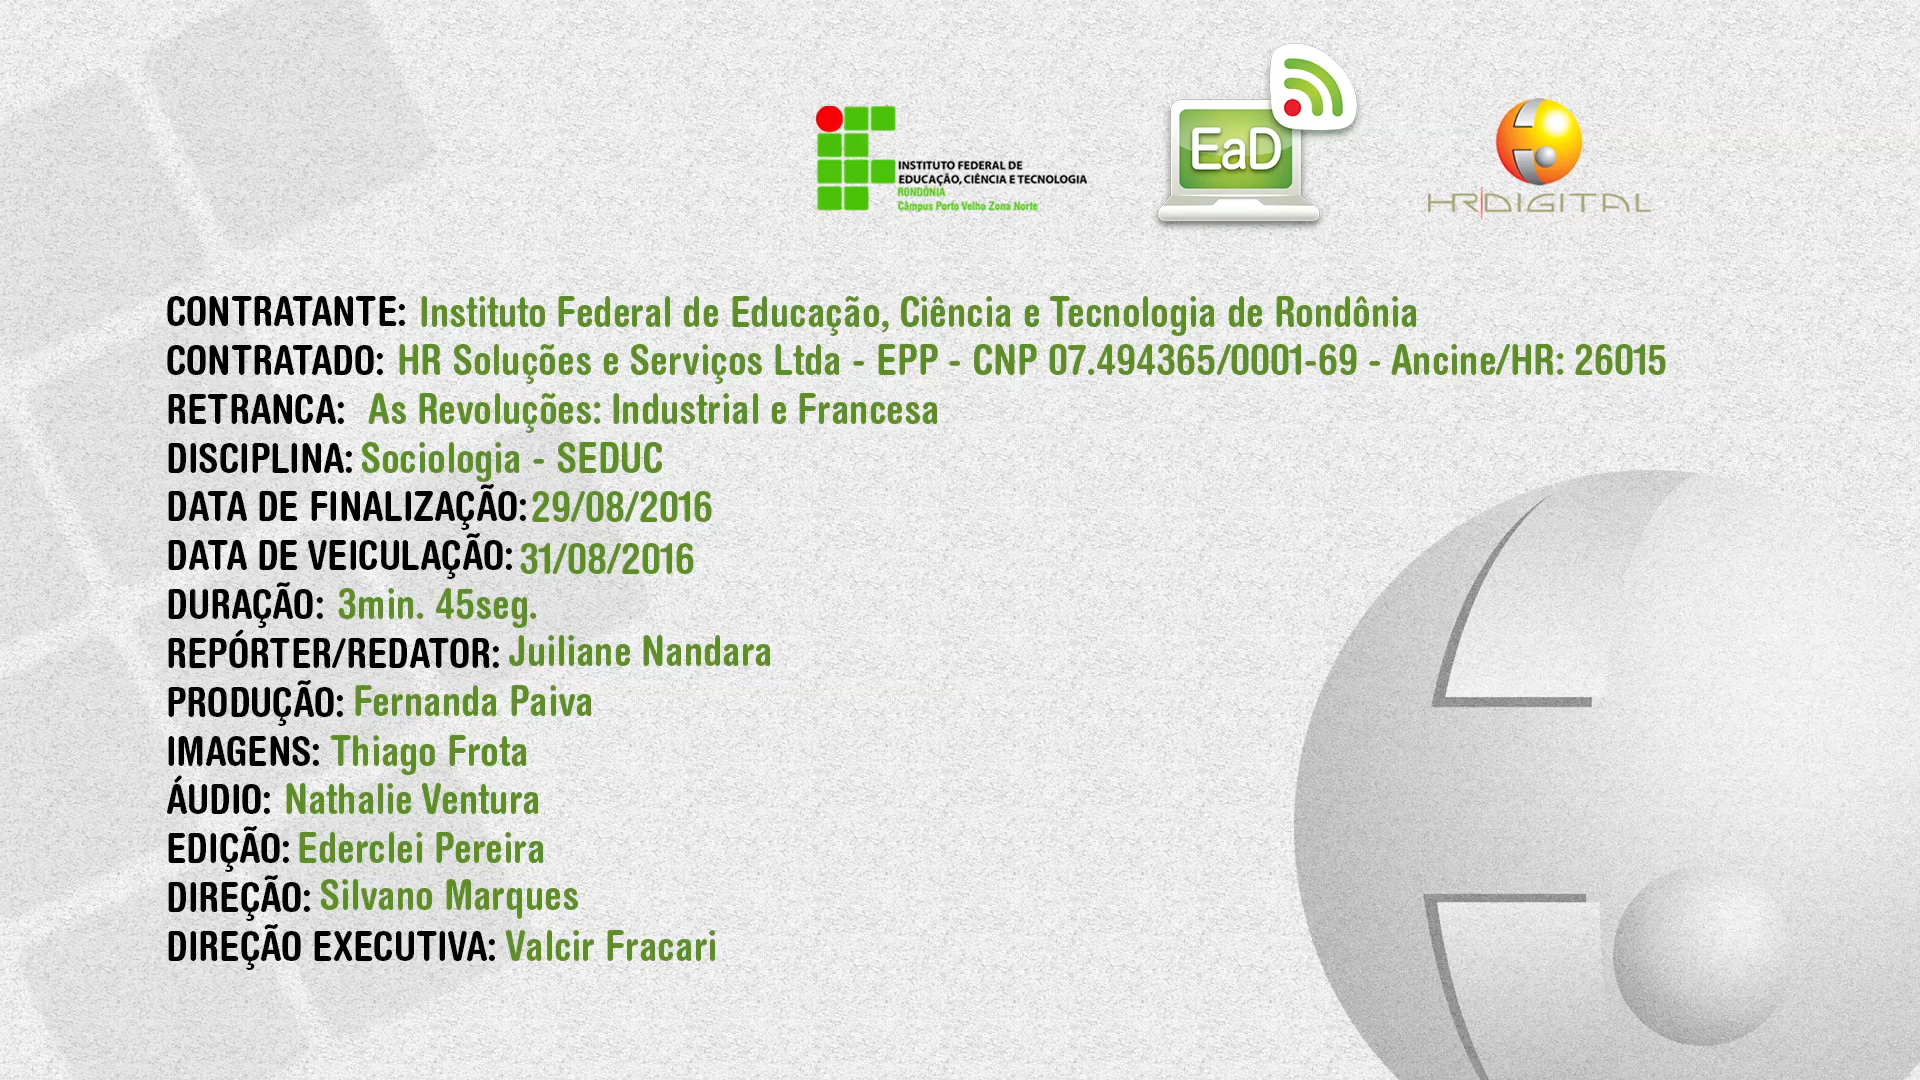 INSTITUTO FEDERAL DE
EDUCAÇÃO, CIÊNCIA E TECNOLOGIA
RONDÔNIA
Câmpus Porto Velho Zona Norte
EaD
HR DIGITAL
CONTRATANTE: Instituto Federal de Educação, Ciência e Tecnologia de Rondônia
CONTRATADO: HR Soluções e Serviços Ltda - EPP - CNP 07.494365/0001-69 - Ancine/HR: 26015
RETRANCA: As Revoluções: Industrial e Francesa
DISCIPLINA: Sociologia - SEDUC
DATA DE FINALIZAÇÃO: 29/08/2016
DATA DE VEICULAÇÃO: 31/08/2016
DURAÇÃO: 3min. 45seg.
REPÓRTER/REDATOR: Juiliane Nandara
PRODUÇÃO: Fernanda Paiva
IMAGENS: Thiago Frota
ÁUDIO: Nathalie Ventura
EDIÇÃO: Ederclei Pereira
DIREÇÃO: Silvano Marques
DIREÇÃO EXECUTIVA: Valcir Fracari